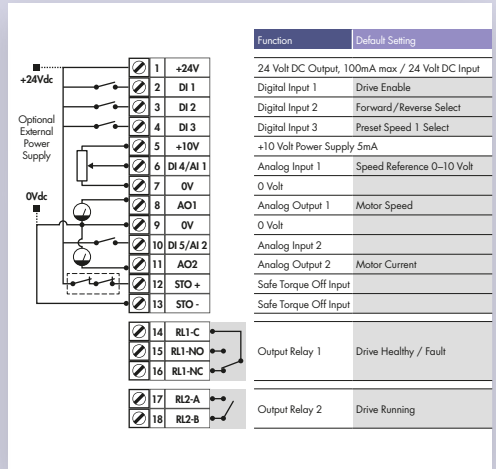 Function Default Setting
+24Vdc
Optional
External
Power
Supply
0Vdc
1 +24V 24 Volt DC Output, 100mA max / 24 Volt DC Input
2 DI 1 Digital Input 1 Drive Enable
3 DI 2 Digital Input 2 Forward/Reverse Select
4 DI 3 Digital Input 3 Preset Speed 1 Select
5 +10V +10 Volt Power Supply 5mA
6 DI 4/AI 1 Analog Input 1 Speed Reference 0–10 Volt
7 0V 0 Volt
8 AO1 Analog Output 1 Motor Speed
9 0V 0 Volt
10 DI 5/AI 2 Analog Input 2
11 AO2 Analog Output 2 Motor Current
12 STO + Safe Torque Off Input
13 STO - Safe Torque Off Input
14 RL1-C
15 RL1-NO Output Relay 1 Drive Healthy / Fault
16 RL1-NC
17 RL2-A
Output Relay 2 Drive Running
18 RL2-B